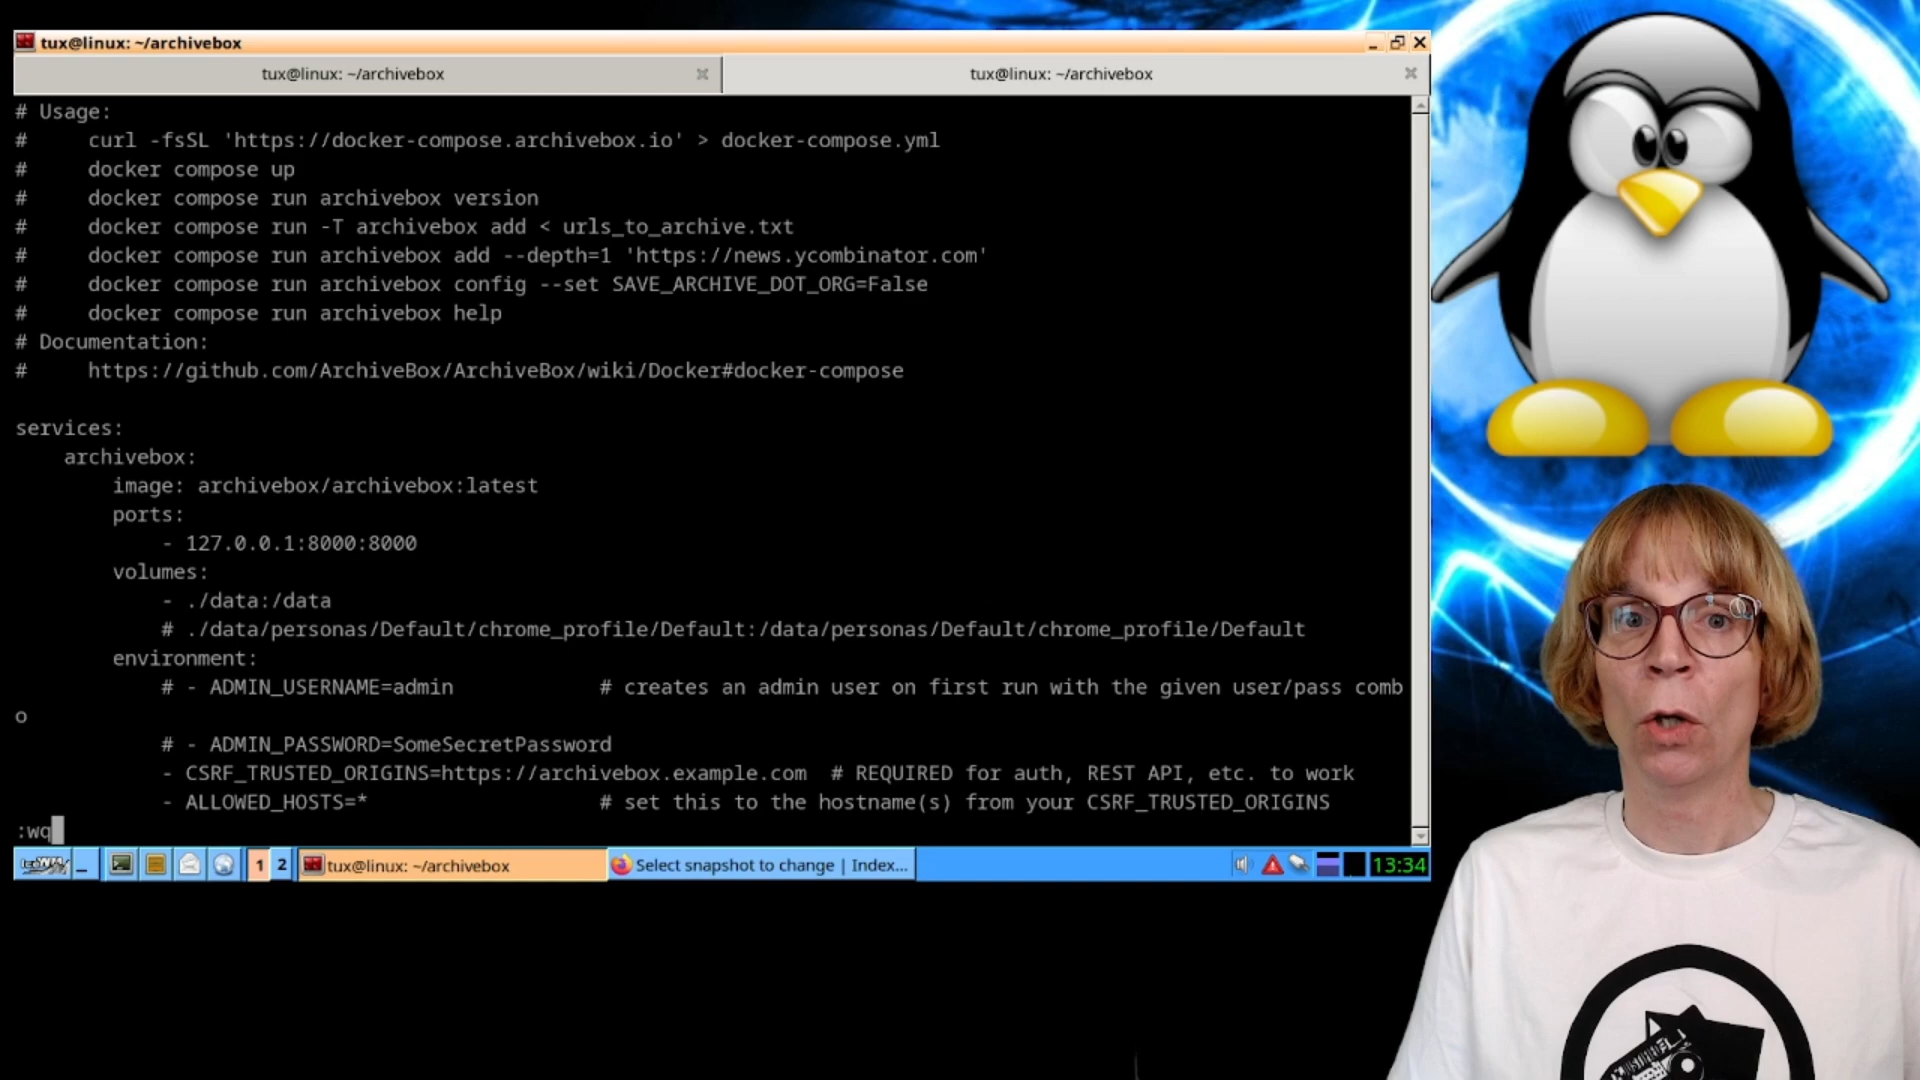 tux@linux: ~/archivebox
tux@linux: ~/archivebox
tux@linux: ~/archivebox
# Usage:
#     curl -fsSL 'https://docker-compose.archivebox.io' > docker-compose.yml
#     docker compose up
#     docker compose run archivebox version
#     docker compose run -T archivebox add < urls_to_archive.txt
#     docker compose run archivebox add --depth=1 'https://news.ycombinator.com'
#     docker compose run archivebox config --set SAVE_ARCHIVE_DOT_ORG=False
#     docker compose run archivebox help
# Documentation:
#     https://github.com/ArchiveBox/ArchiveBox/wiki/Docker#docker-compose
services:
    archivebox:
        image: archivebox/archivebox:latest
        ports:
            - 127.0.0.1:8000:8000
        volumes:
            - ./data:/data
            # ./data/personas/Default/chrome_profile/Default:/data/personas/Default/chrome_profile/Default
        environment:
            # - ADMIN_USERNAME=admin            # creates an admin user on first run with the given user/pass comb
o
            # - ADMIN_PASSWORD=SomeSecretPassword
            - CSRF_TRUSTED_ORIGINS=https://archivebox.example.com  # REQUIRED for auth, REST API, etc. to work
            - ALLOWED_HOSTS=*                   # set this to the hostname(s) from your CSRF_TRUSTED_ORIGINS
:wq
IceWM 1 2 tux@linux: ~/archivebox Select snapshot to change | Index... 13:34